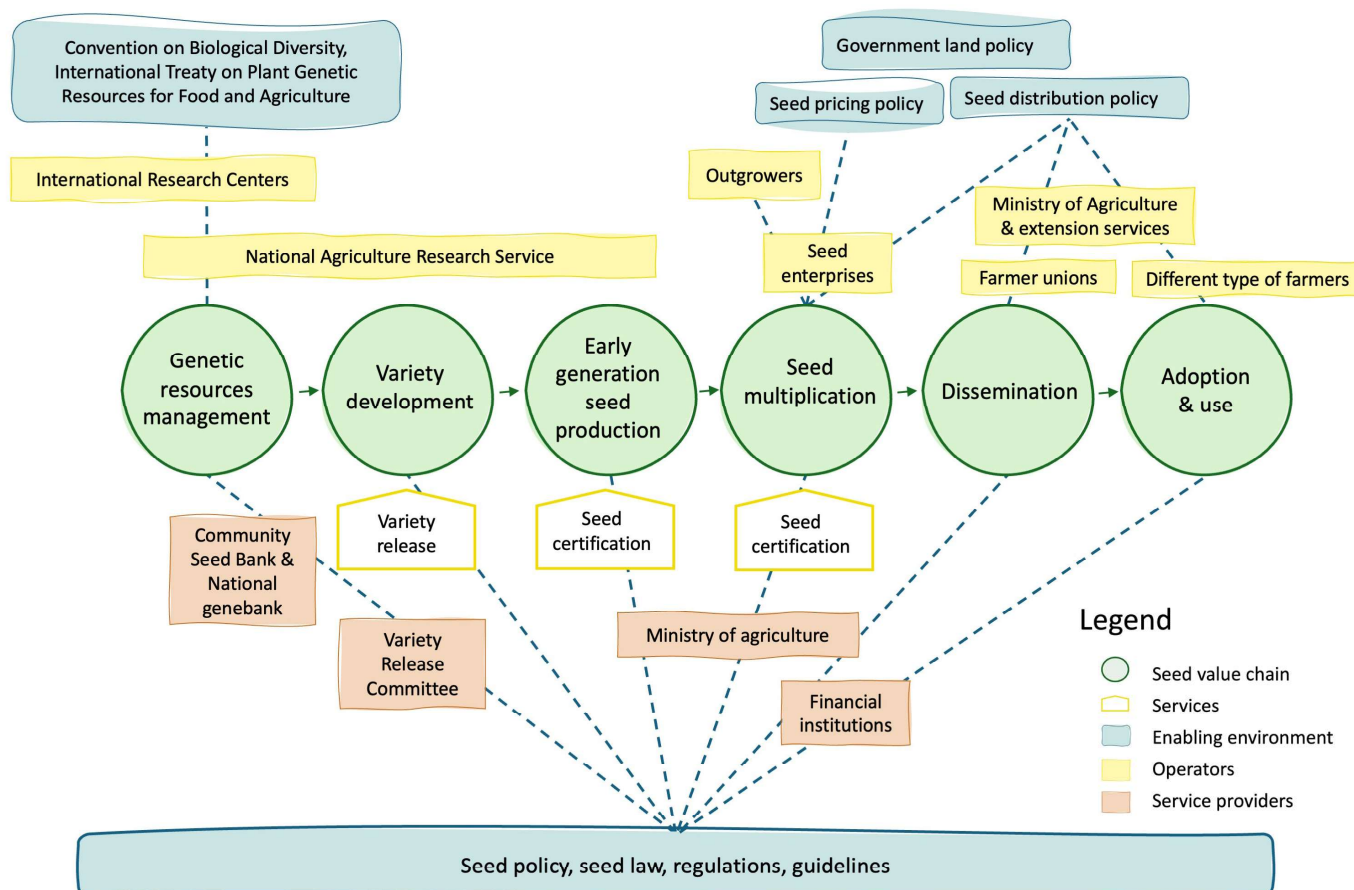 Convention on Biological Diversity,
International Treaty on Plant Genetic
Resources for Food and Agriculture
Government land policy
Seed pricing policy
Seed distribution policy
International Research Centers
Outgrowers
Ministry of Agriculture
& extension services
National Agriculture Research Service
Seed
enterprises
Farmer unions
Different type of farmers
Genetic
resources
management
Variety
development
Early
generation
seed
production
Seed
multiplication
Dissemination
Adoption
& use
Variety
release
Seed
certification
Seed
certification
Community
Seed Bank &
National
genebank
Variety
Release
Committee
Ministry of agriculture
Financial
institutions
Legend
Seed value chain
Services
Enabling environment
Operators
Service providers
Seed policy, seed law, regulations, guidelines